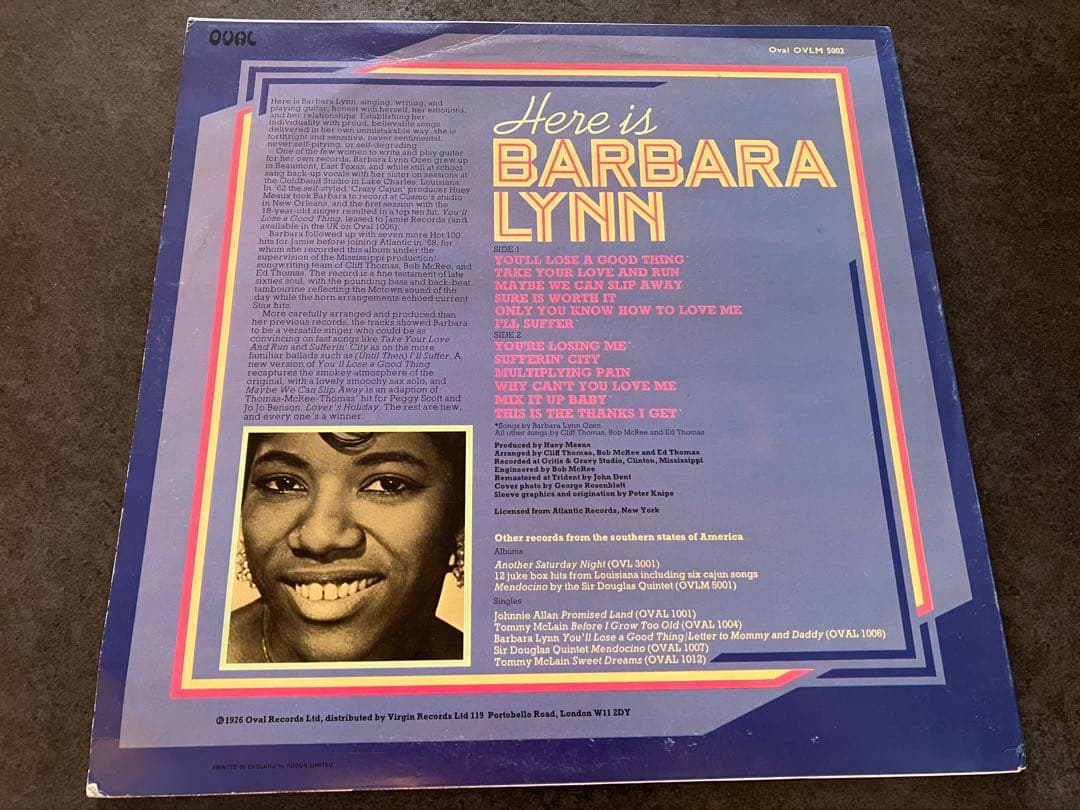 OVAL
Oval OVLM 5002
Here is Barbara Lynn, singing, writing, and
playing guitar, honest with herself, her emotions,
and her relationships. Establishing her
individuality with proud, believable songs
delivered in her own unmistakable way, she is
forthright and sensitive, never sentimental,
never self-pitying, or self-degrading.
One of the few women to write and play guitar
for her own records, Barbara Lynn Ozen grew up
in Beaumont, East Texas, and while still at school
sang back-up vocals with her sister on sessions at
the Goldband Studio in Lake Charles, Louisiana.
In '62 the self-styled 'Crazy Cajun' producer Huey
Meaux took Barbara to record at Cosmo's studio
in New Orleans, and the first session with the
18-year-old singer resulted in a top ten hit, You'll
Lose a Good Thing, leased to Jamie Records (and
available in the UK on Oval 1006).
Barbara followed up with seven more Hot 100
hits for Jamie before joining Atlantic in '68, for
whom she recorded this album under the
supervision of the Mississippi production/
songwriting team of Cliff Thomas, Bob McRee, and
Ed Thomas. The record is a fine testament of late
sixties soul, with the pounding bass and back-beat
tambourine reflecting the Motown sound of the
day while the horn arrangements echoed current
Stax hits.
More carefully arranged and produced than
her previous records, the tracks showed Barbara
to be a versatile singer who could be as
convincing on fast songs like Take Your Love
And Run and Sufferin' City as on the more
familiar ballads such as (Until Then) I'll Suffer. A
new version of You'll Lose a Good Thing
recaptures the smokey atmosphere of the
original, with a lovely smoochy sax solo, and
Maybe We Can Slip Away is an adaption of
Thomas-McRee-Thomas' hit for Peggy Scott and
Jo Jo Benson, Lover's Holiday. The rest are new,
and every one's a winner.
Here is
BARBARA
LYNN
SIDE 1
YOU'LL LOSE A GOOD THING*
TAKE YOUR LOVE AND RUN
MAYBE WE CAN SLIP AWAY
SURE IS WORTH IT
ONLY YOU KNOW HOW TO LOVE ME
I'LL SUFFER*
SIDE 2
YOU'RE LOSING ME*
SUFFERIN' CITY
MULTIPLYING PAIN
WHY CAN'T YOU LOVE ME
MIX IT UP BABY*
THIS IS THE THANKS I GET*
*Songs by Barbara Lynn Ozen
All other songs by Cliff Thomas, Bob McRee and Ed Thomas
Produced by Huey Meaux
Arranged by Cliff Thomas, Bob McRee and Ed Thomas
Recorded at Gritis & Gravy Studio, Clinton, Mississippi
Engineered by Bob McRee
Remastered at Trident by John Dent
Cover photo by George Rosenblatt
Sleeve graphics and origination by Peter Knipe
Licensed from Atlantic Records, New York
Other records from the southern states of America
Albums
Another Saturday Night (OVL 3001)
12 juke box hits from Louisiana including six cajun songs
Mendocino by the Sir Douglas Quintet (OVLM 5001)
Singles
Johnnie Allan Promised Land (OVAL 1001)
Tommy McLain Before I Grow Too Old (OVAL 1004)
Barbara Lynn You'll Lose a Good Thing/Letter to Mommy and Daddy (OVAL 1006)
Sir Douglas Quintet Mendocino (OVAL 1007)
Tommy McLain Sweet Dreams (OVAL 1012)
℗ 1976 Oval Records Ltd, distributed by Virgin Records Ltd 119 Portobello Road, London W11 2DY
PRINTED IN ENGLAND by ROBOR LIMITED